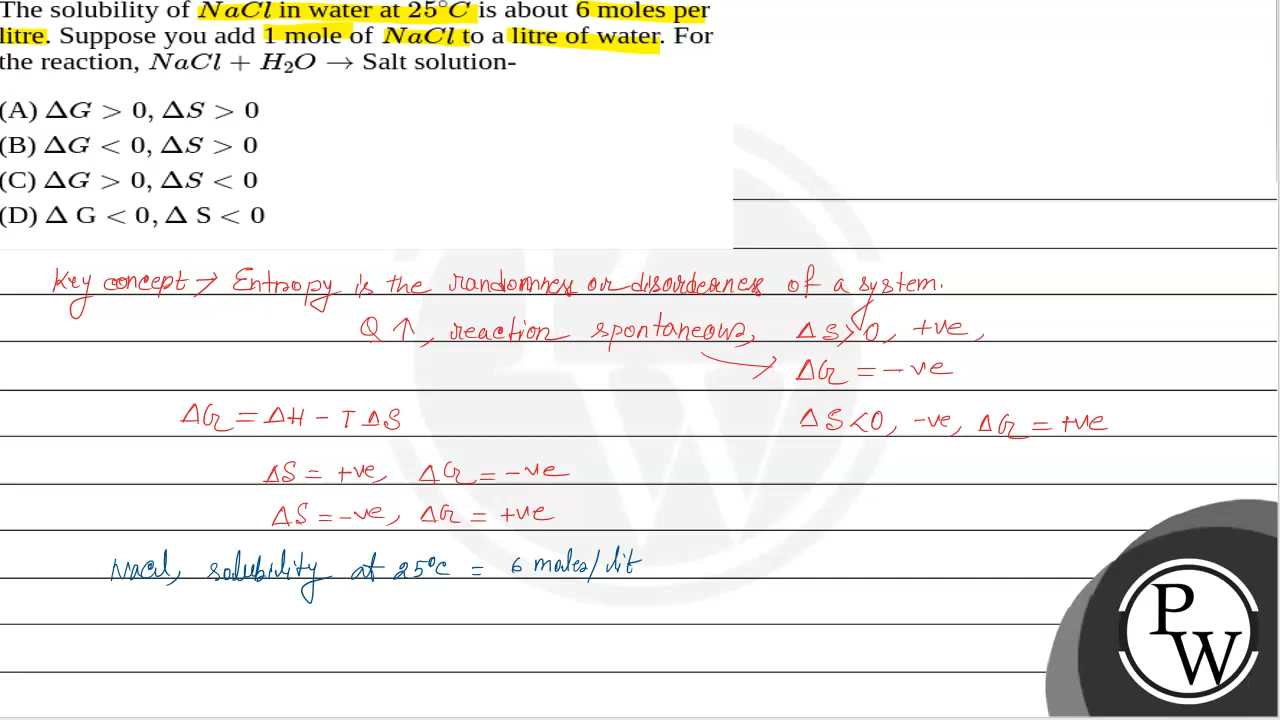 The solubility of NaCl in water at 25°C is about 6 moles per
litre. Suppose you add 1 mole of NaCl to a litre of water. For
the reaction, NaCl + H₂O → Salt solution-
(A) ΔG > 0, ΔS > 0
(B) ΔG < 0, ΔS > 0
(C) ΔG > 0, ΔS < 0
(D) Δ G < 0, Δ S < 0
Key concept → Entropy is the randomness or disorderness of a system.
Q ↑, reaction spontaneous, ΔS > 0, +ve,
→ ΔG = -ve
ΔG = ΔH - TΔS
ΔS < 0, -ve, ΔG = +ve
ΔS = +ve, ΔG = -ve
ΔS = -ve, ΔG = +ve
NaCl, solubility at 25°C = 6 moles/lit
PW